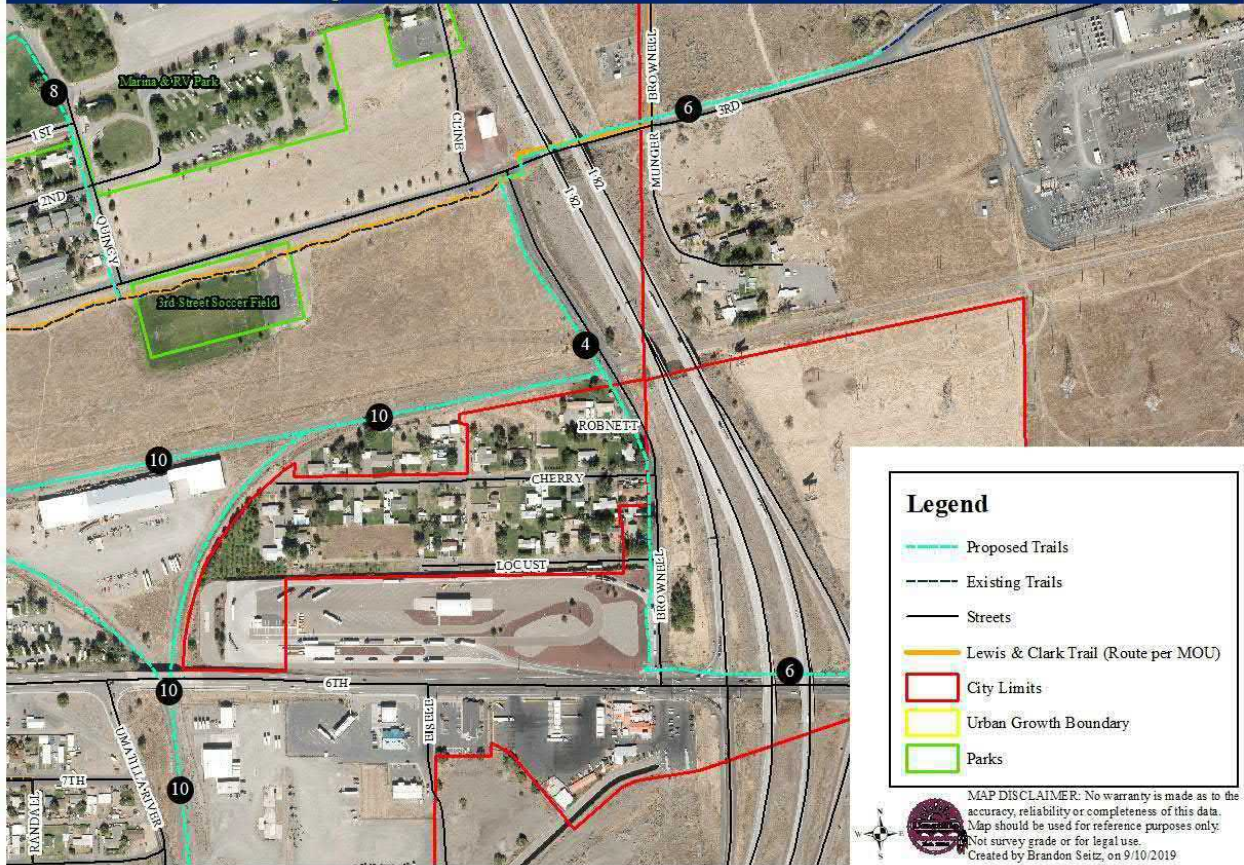 8
Marina & RV Park
1ST
2ND
QUINCY
CLINE
BROWNELL
6
3RD
MUNGER
I-82
I-82
3rd Street Soccer Field
4
10
10
ROBNETT
CHERRY
LOCUST
BROWNELL
6
10
6TH
UMATILLA RIVER
10
7TH
RANDALL
Legend
Proposed Trails
Existing Trails
Streets
Lewis & Clark Trail (Route per MOU)
City Limits
Urban Growth Boundary
Parks
W E
S
MAP DISCLAIMER: No warranty is made as to the
accuracy, reliability or completeness of this data.
Map should be used for reference purposes only.
Not survey grade or for legal use.
Created by Brandon Seitz, on 9/10/2019